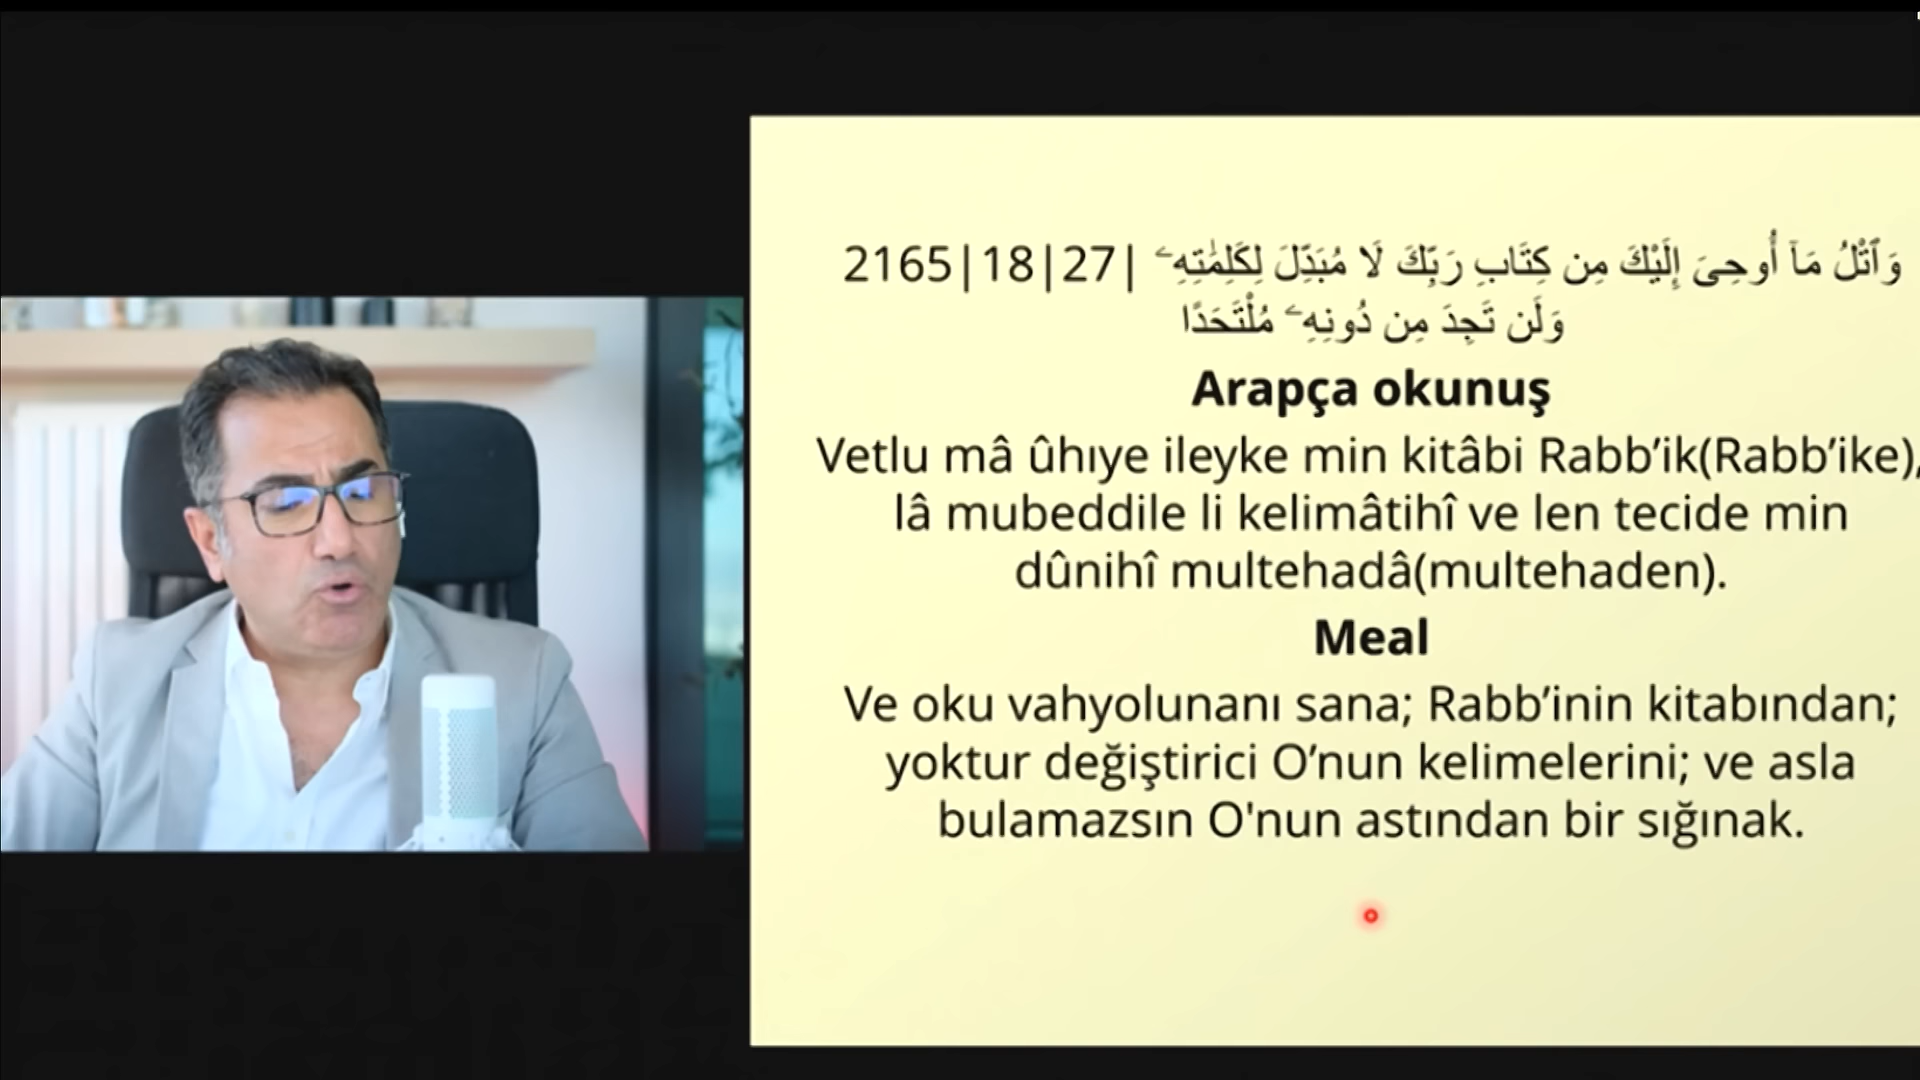 2165|18|27| وَٱتْلُ مَآ أُوحِىَ إِلَيْكَ مِن كِتَابِ رَبِّكَ لَا مُبَدِّلَ لِكَلِمَٰتِهِۦ
وَلَن تَجِدَ مِن دُونِهِۦ مُلْتَحَدًا
Arapça okunuş
Vetlu mâ ûhıye ileyke min kitâbi Rabb’ik(Rabb’ike),
lâ mubeddile li kelimâtihî ve len tecide min
dûnihî multehadâ(multehaden).
Meal
Ve oku vahyolunanı sana; Rabb’inin kitabından;
yoktur değiştirici O’nun kelimelerini; ve asla
bulamazsın O'nun astından bir sığınak.